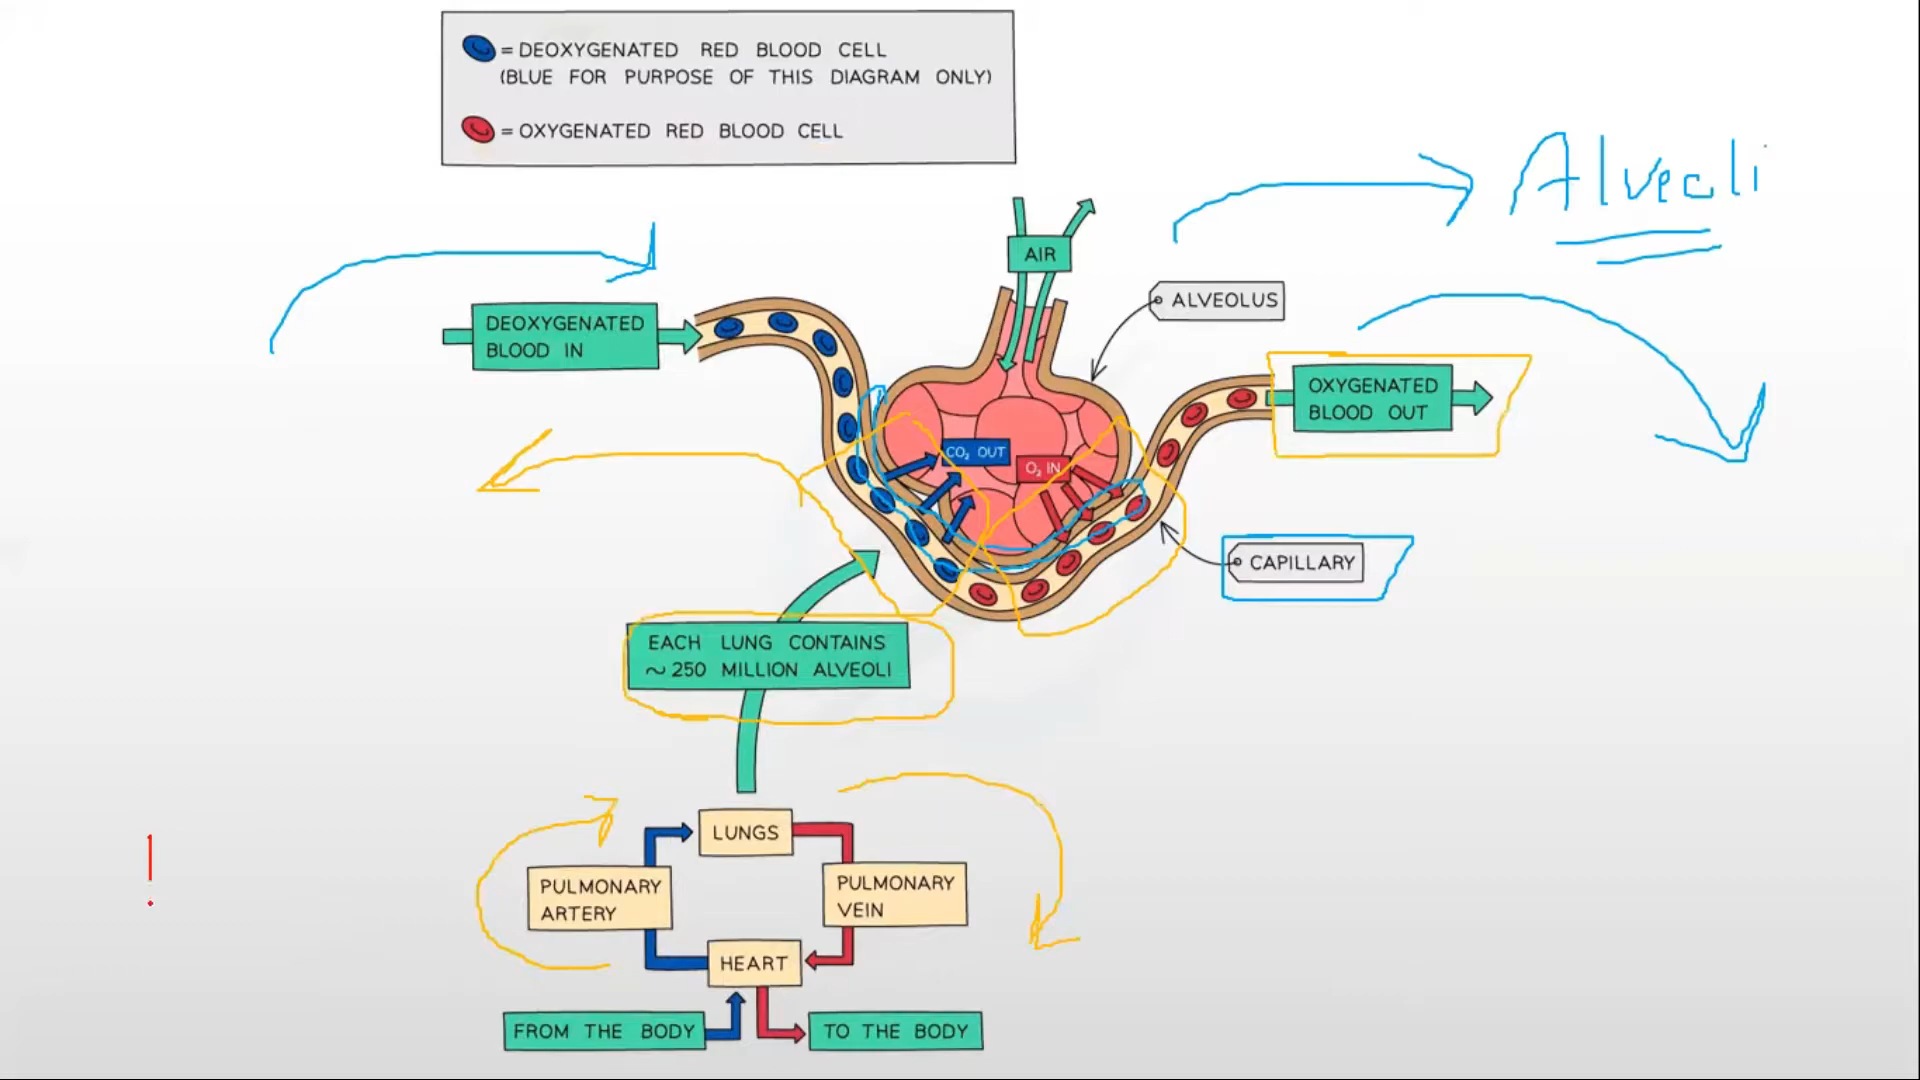 = DEOXYGENATED RED BLOOD CELL
(BLUE FOR PURPOSE OF THIS DIAGRAM ONLY)
= OXYGENATED RED BLOOD CELL
Alveoli
AIR
ALVEOLUS
DEOXYGENATED
BLOOD IN
OXYGENATED
BLOOD OUT
CO₂ OUT
O₂ IN
CAPILLARY
EACH LUNG CONTAINS
~ 250 MILLION ALVEOLI
LUNGS
!
PULMONARY
ARTERY
PULMONARY
VEIN
HEART
FROM THE BODY
TO THE BODY